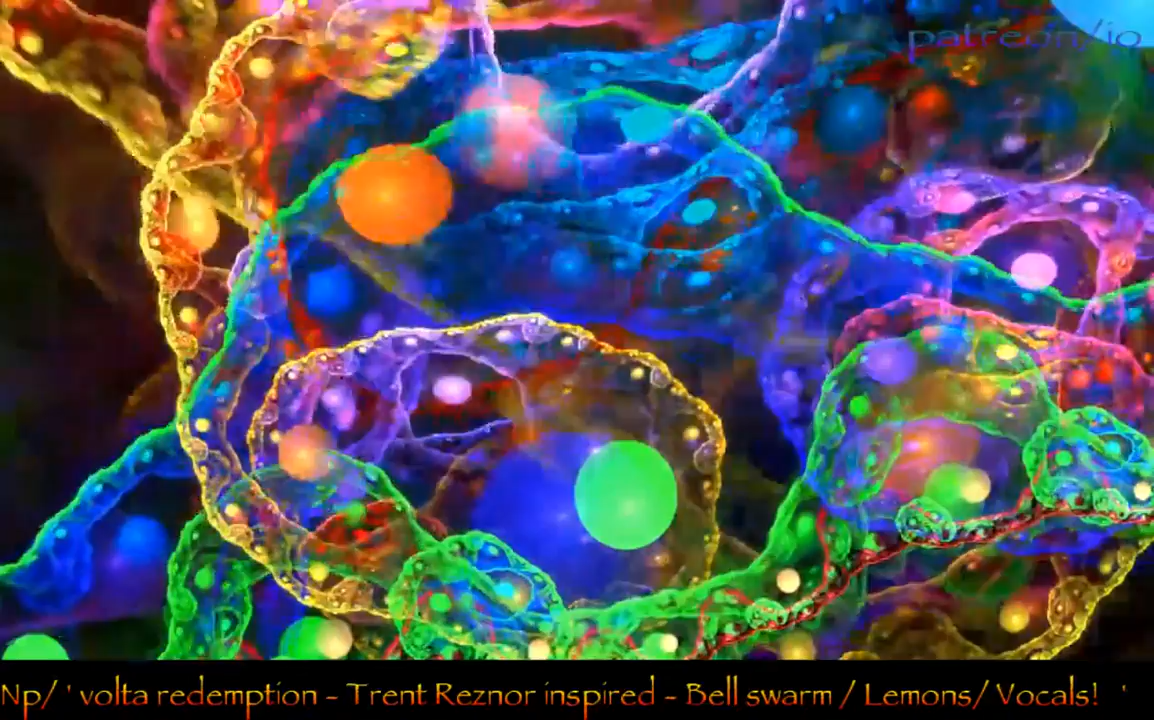 patreon/io
Np/ ' volta redemption - Trent Reznor inspired - Bell swarm / Lemons/ Vocals! '